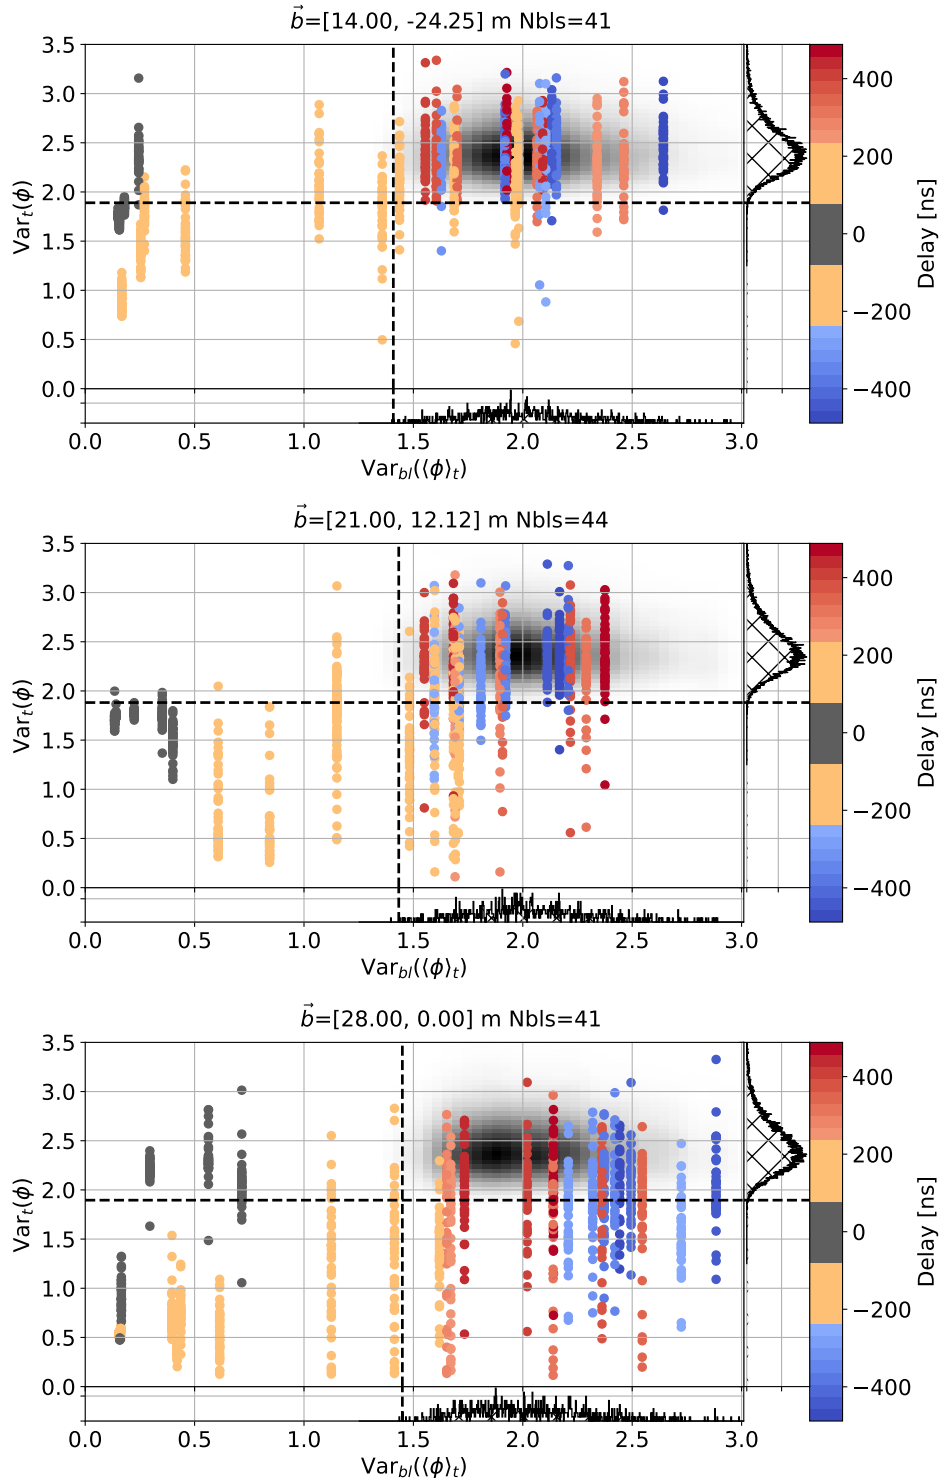 b⃗=[14.00, -24.25] m Nbls=41
3.5
3.0
2.5
2.0
1.5
1.0
0.5
0.0
Var_t(ϕ)
0.0 0.5 1.0 1.5 2.0 2.5 3.0
Var_bl(⟨ϕ⟩_t)
400
200
0
−200
−400
Delay [ns]
b⃗=[21.00, 12.12] m Nbls=44
3.5
3.0
2.5
2.0
1.5
1.0
0.5
0.0
Var_t(ϕ)
0.0 0.5 1.0 1.5 2.0 2.5 3.0
Var_bl(⟨ϕ⟩_t)
400
200
0
−200
−400
Delay [ns]
b⃗=[28.00, 0.00] m Nbls=41
3.5
3.0
2.5
2.0
1.5
1.0
0.5
0.0
Var_t(ϕ)
0.0 0.5 1.0 1.5 2.0 2.5 3.0
Var_bl(⟨ϕ⟩_t)
400
200
0
−200
−400
Delay [ns]